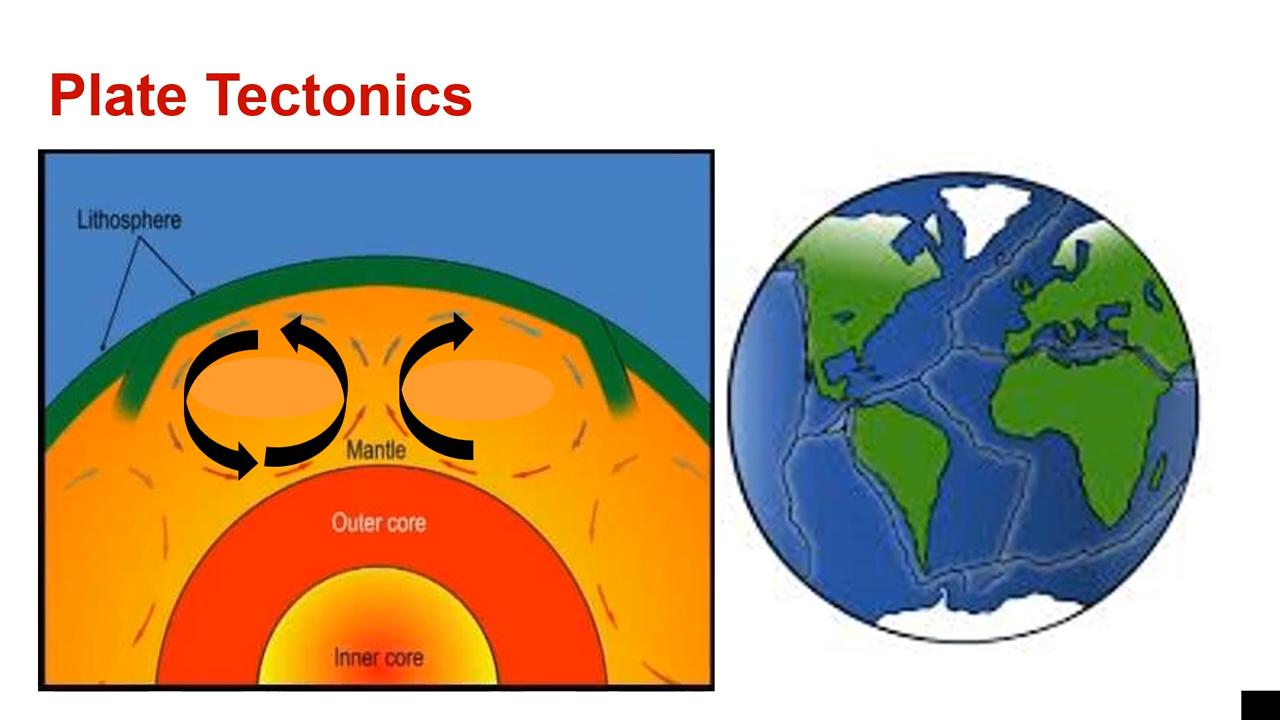 Plate Tectonics
Lithosphere
Mantle
Outer core
Inner core